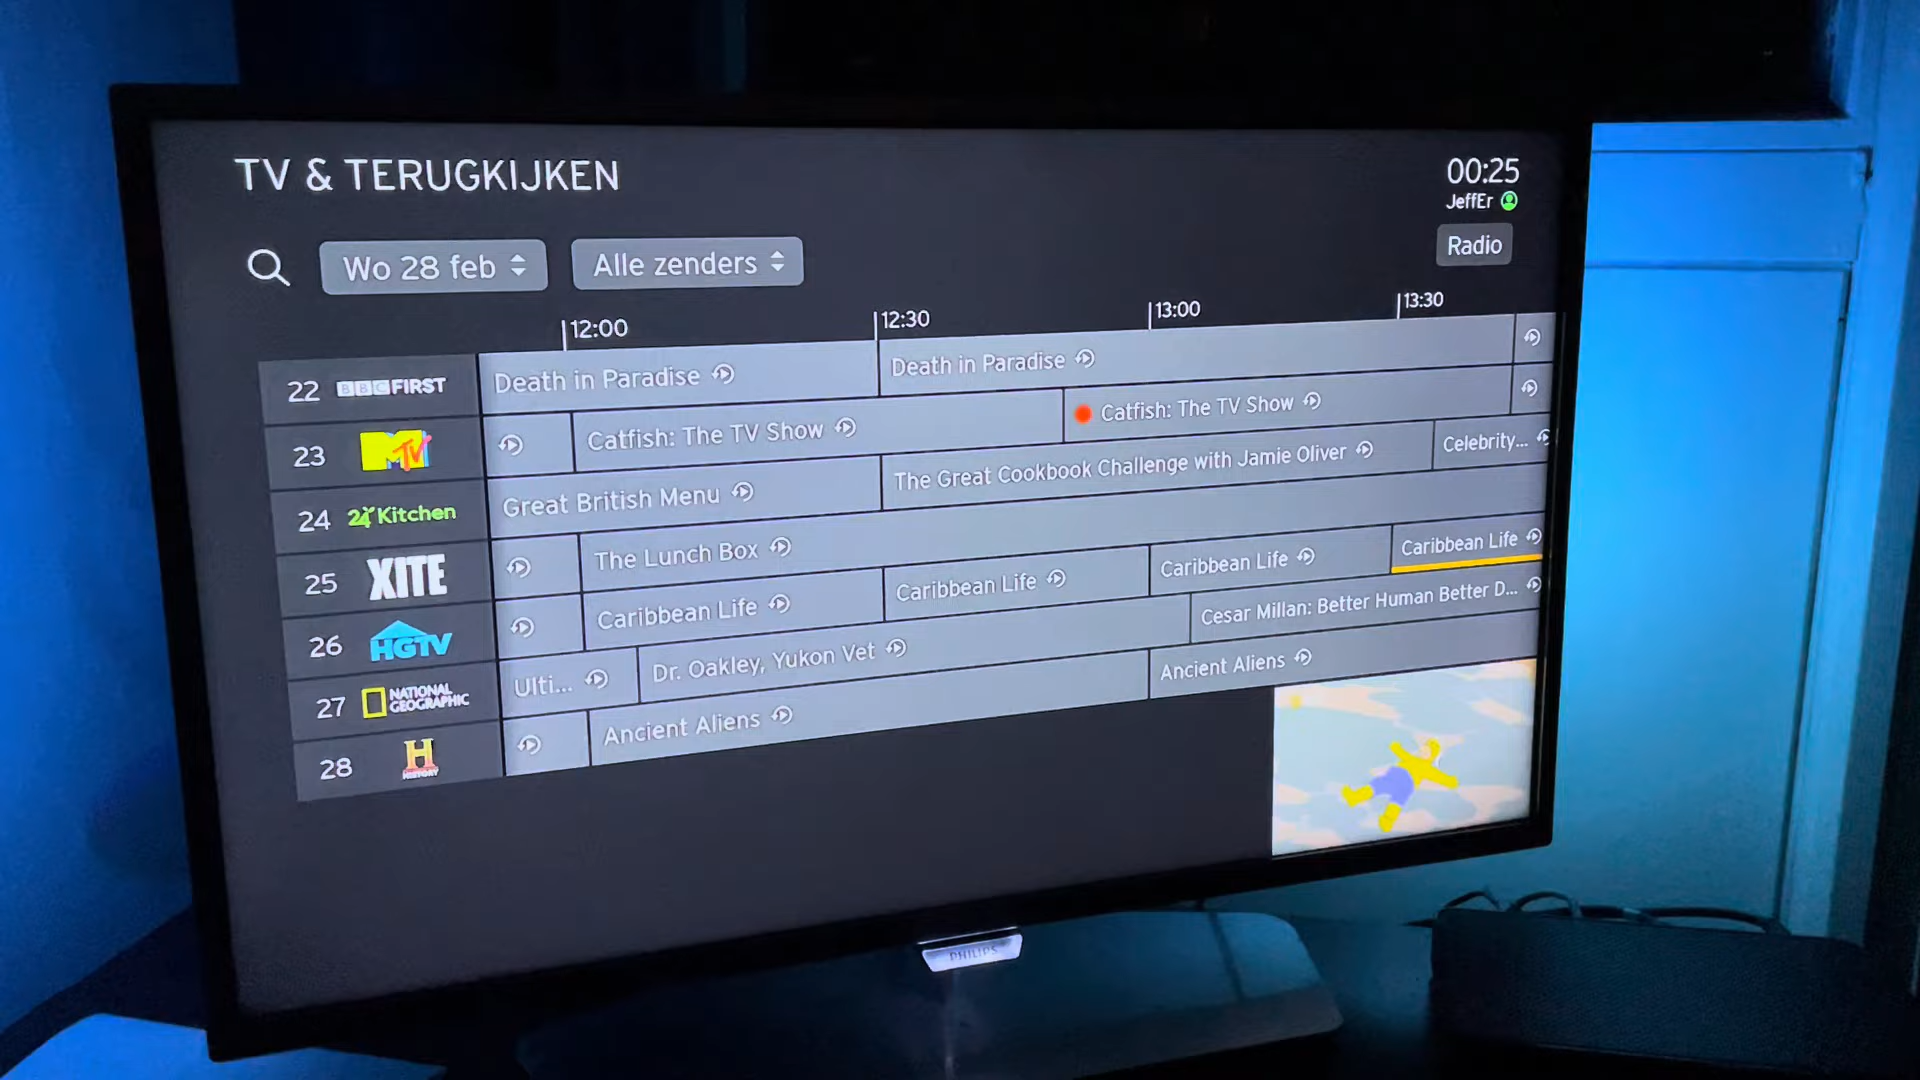 TV & TERUGKIJKEN
00:25
JeffEr
Wo 28 feb
Alle zenders
Radio
12:00
12:30
13:00
13:30
22 BBC FIRST Death in Paradise Death in Paradise
23 MTV Catfish: The TV Show Catfish: The TV Show
24 24Kitchen Great British Menu The Great Cookbook Challenge with Jamie Oliver Celebrity...
25 XITE The Lunch Box
26 HGTV Caribbean Life Caribbean Life Caribbean Life Caribbean Life
27 NATIONAL GEOGRAPHIC Ulti... Dr. Oakley, Yukon Vet Cesar Millan: Better Human Better D...
28 H HISTORY Ancient Aliens Ancient Aliens
PHILIPS